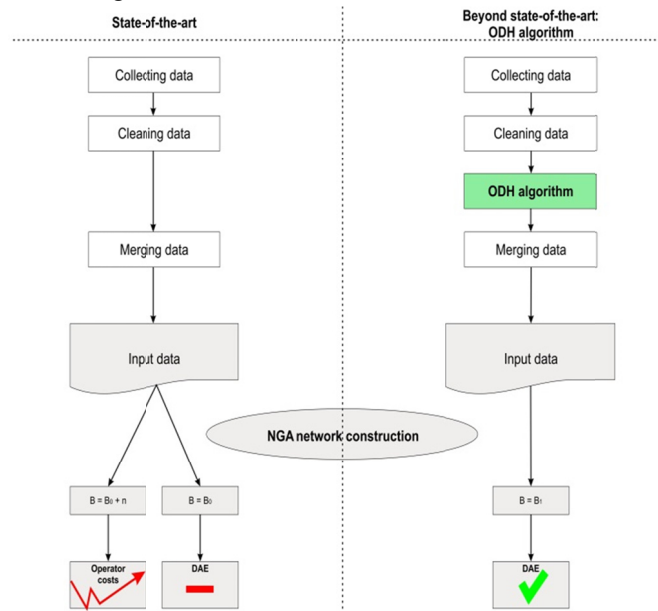 State-of-the-art
Beyond state-of-the-art:
ODH algorithm
Collecting data
Cleaning data
Merging data
Input data
Collecting data
Cleaning data
ODH algorithm
Merging data
Input data
NGA network construction
B = B₀ + n
B = B₀
B = B₁
Operator
costs
DAE
DAE